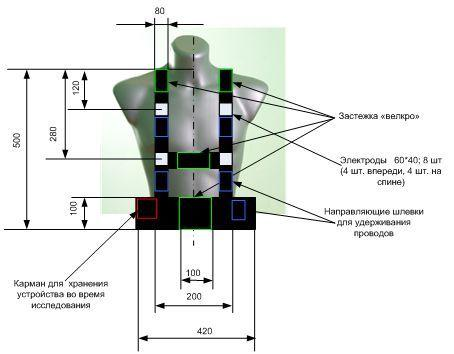 80
120
280
500
100
Застежка «велкро»
Электроды 60*40; 8 шт
(4 шт. впереди, 4 шт. на
спине)
Направляющие шлевки
для удерживания
проводов
Карман для хранения
устройства во время
исследования
100
200
420